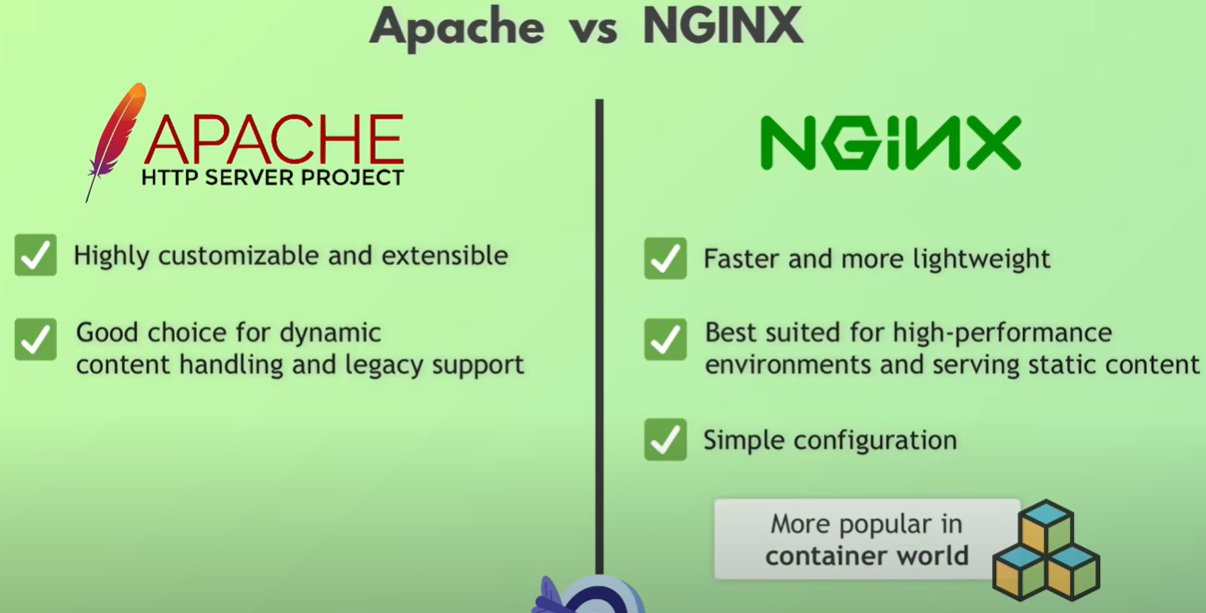 Apache vs NGINX
APACHE
HTTP SERVER PROJECT
Highly customizable and extensible
Good choice for dynamic
content handling and legacy support
NGiNX
Faster and more lightweight
Best suited for high-performance
environments and serving static content
Simple configuration
More popular in
container world